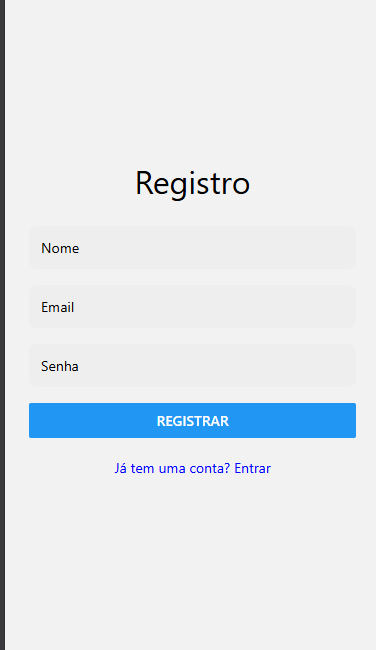 Registro
Nome
Email
Senha
REGISTRAR
Já tem uma conta? Entrar